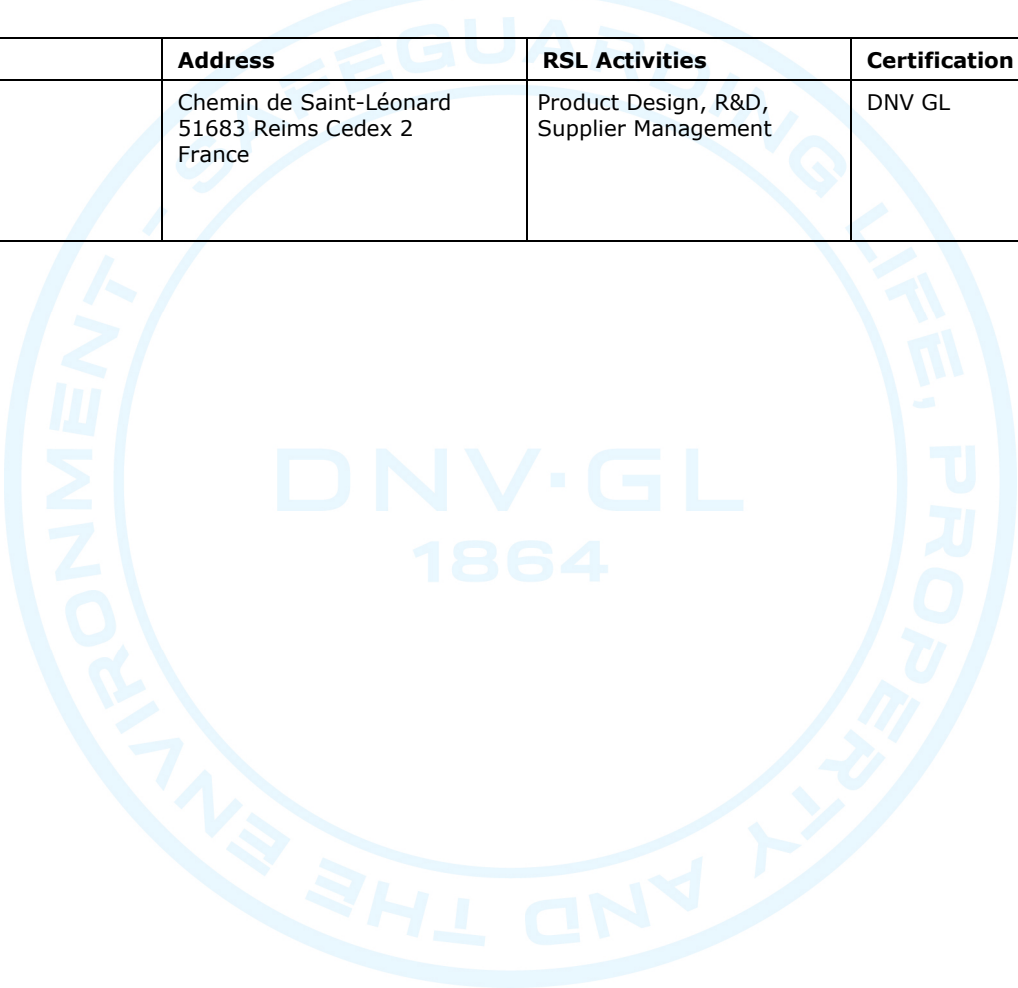 Address RSL Activities Certification
Chemin de Saint-Léonard Product Design, R&D, DNV GL
51683 Reims Cedex 2 Supplier Management
France
SAFEGUARDING LIFE, PROPERTY AND THE ENVIRONMENT -
DNV·GL
1864